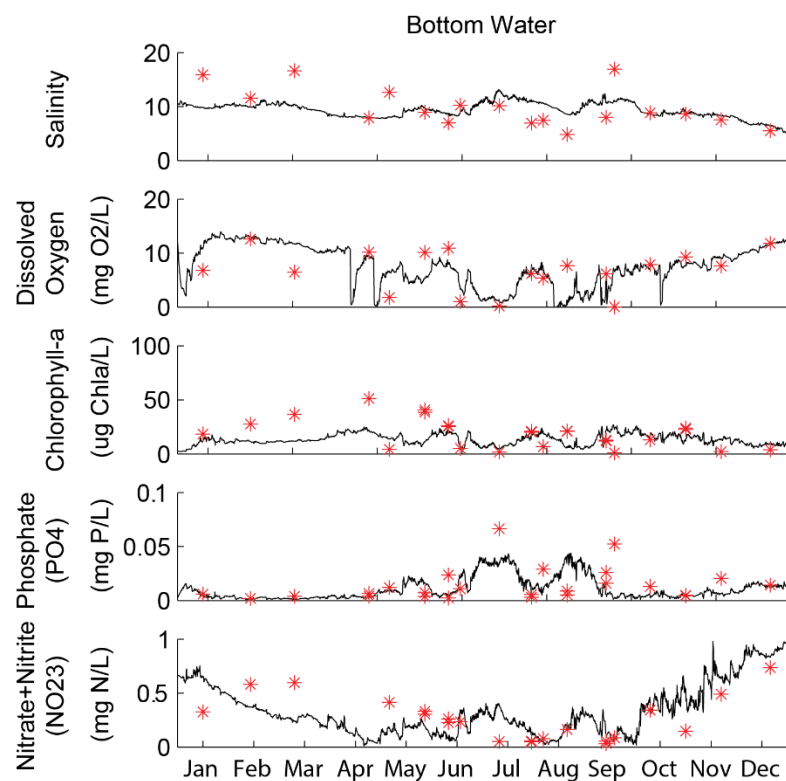 Bottom Water
Salinity
20
10
0
Dissolved
Oxygen
(mg O2/L)
20
10
0
Chlorophyll-a
(ug Chla/L)
100
50
0
Phosphate
(PO4)
(mg P/L)
0.1
0.05
0
Nitrate+Nitrite
(NO23)
(mg N/L)
1
0.5
0
Jan Feb Mar Apr May Jun Jul Aug Sep Oct Nov Dec